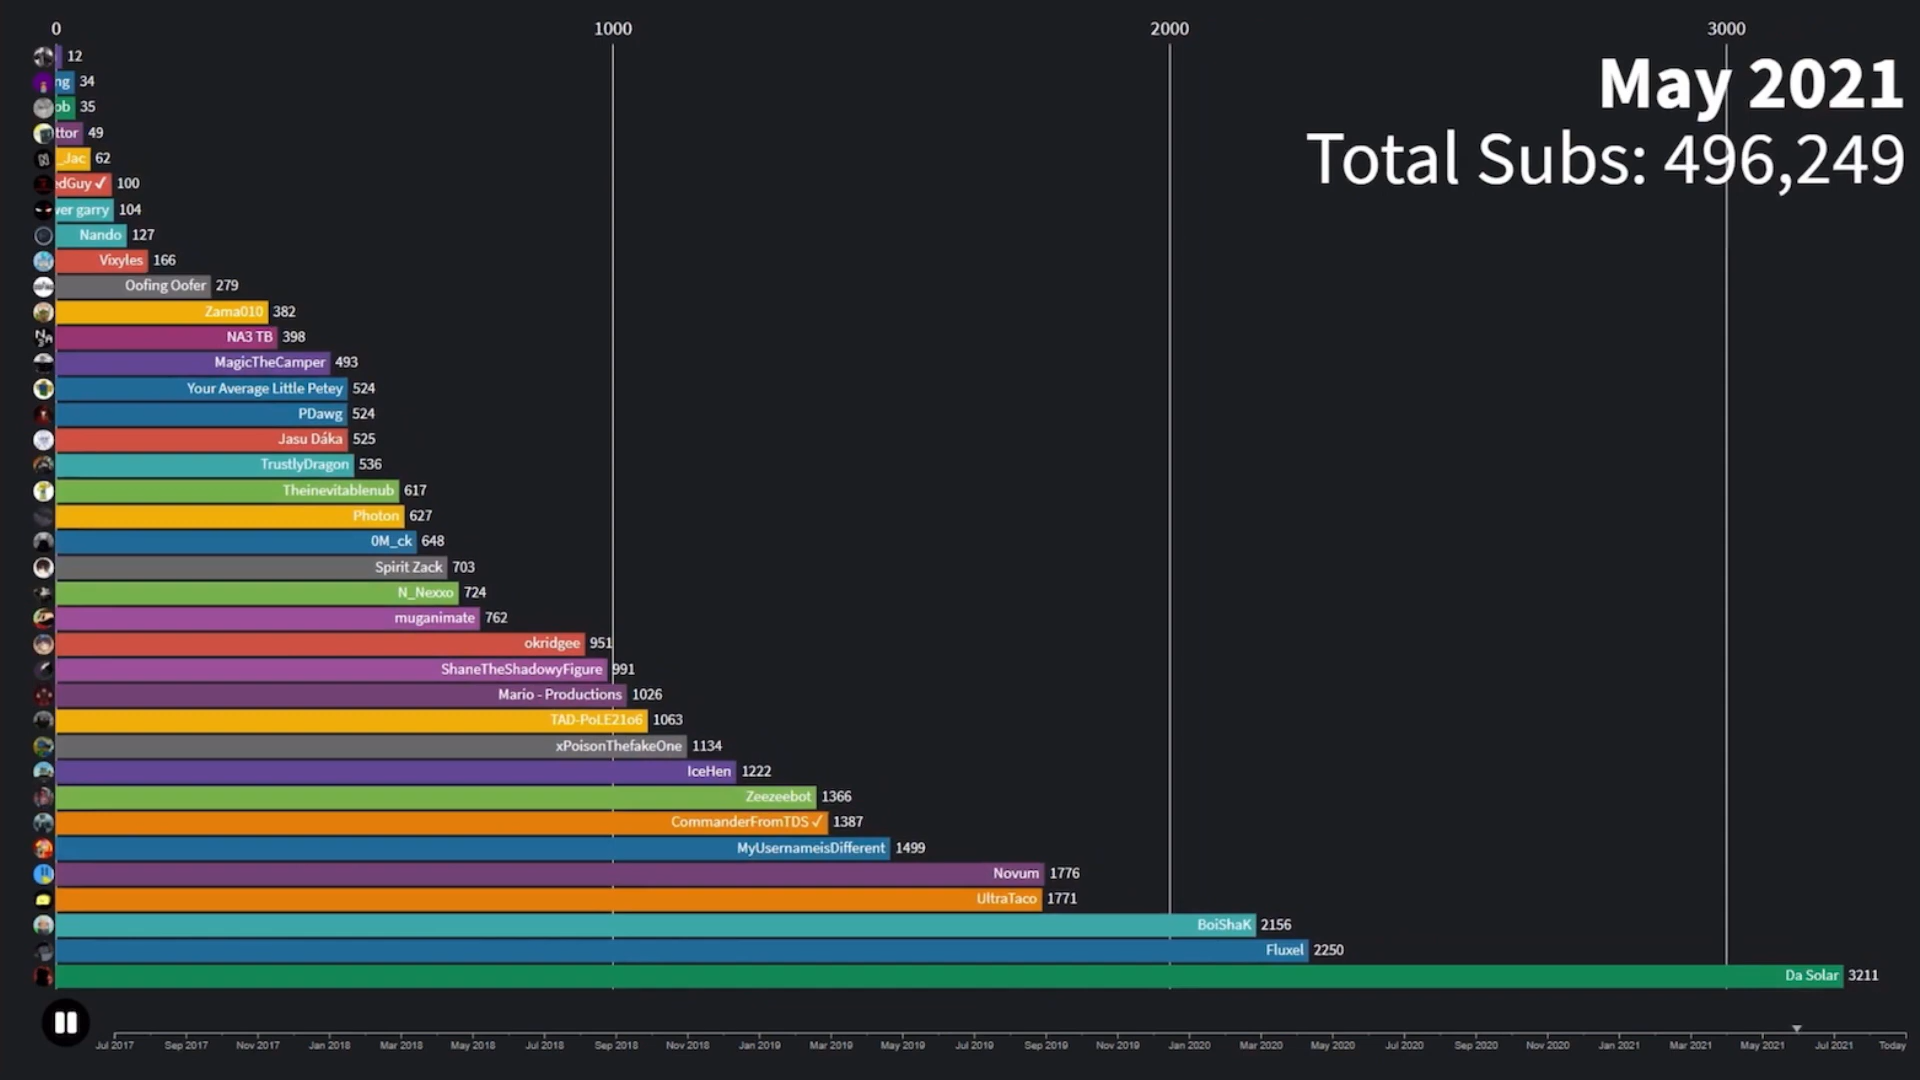 0 1000 2000 3000
May 2021
Total Subs: 496,249
12
ng 34
ob 35
ttor 49
_Jac 62
edGuy ✓ 100
ver garry 104
Nando 127
Vixyles 166
Oofing Oofer 279
Zama010 382
NA3 TB 398
MagicTheCamper 493
Your Average Little Petey 524
PDawg 524
Jasu Dáka 525
TrustlyDragon 536
Theinevitablenub 617
Photon 627
0M_ck 648
Spirit Zack 703
N_Nexxo 724
muganimate 762
okridgee 951
ShaneTheShadowyFigure 991
Mario - Productions 1026
TAD-PoLE21o6 1063
xPoisonThefakeOne 1134
IceHen 1222
Zeezeebot 1366
CommanderFromTDS ✓ 1387
MyUsernameisDifferent 1499
Novum 1776
UltraTaco 1771
BoiShaK 2156
Fluxel 2250
Da Solar 3211
Jul 2017 Sep 2017 Nov 2017 Jan 2018 Mar 2018 May 2018 Jul 2018 Sep 2018 Nov 2018 Jan 2019 Mar 2019 May 2019 Jul 2019 Sep 2019 Nov 2019 Jan 2020 Mar 2020 May 2020 Jul 2020 Sep 2020 Nov 2020 Jan 2021 Mar 2021 May 2021 Jul 2021 Today